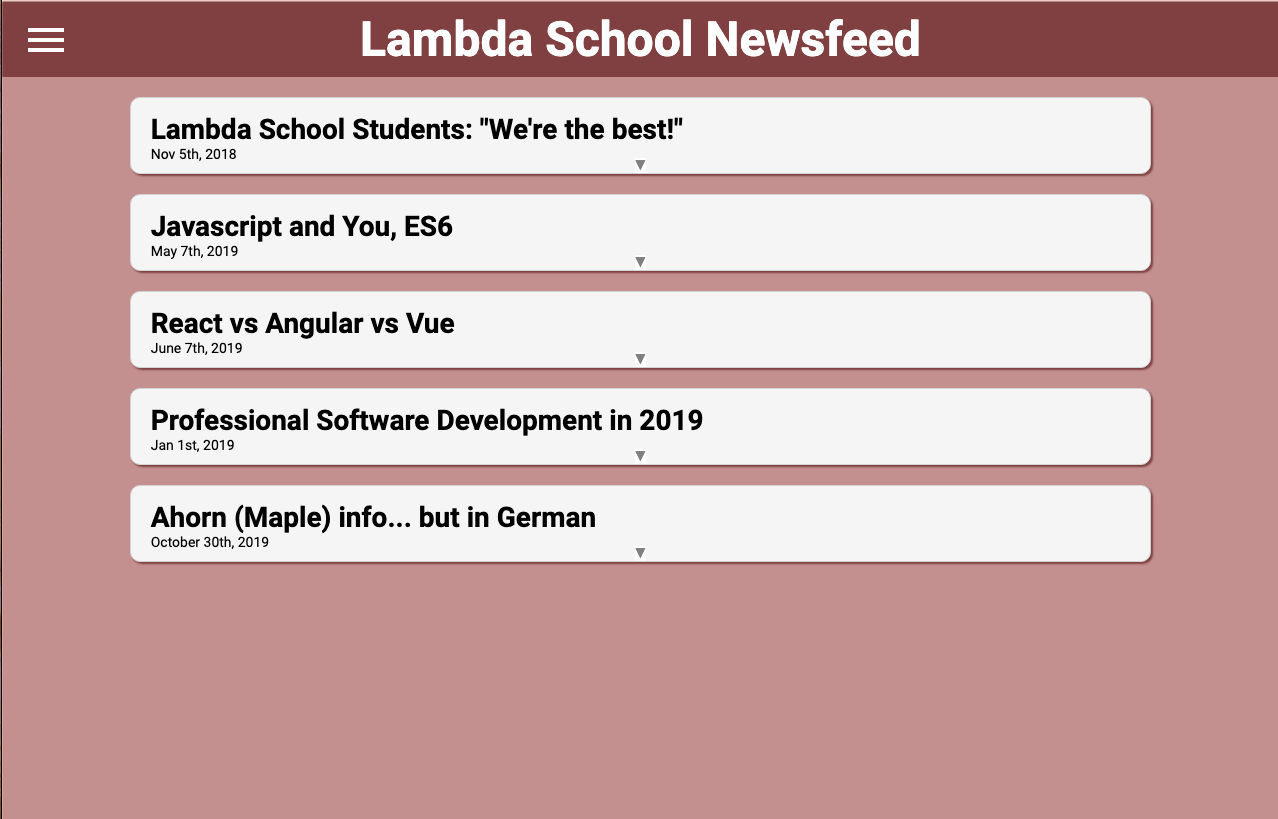 Lambda School Newsfeed
Lambda School Students: "We're the best!"
Nov 5th, 2018
Javascript and You, ES6
May 7th, 2019
React vs Angular vs Vue
June 7th, 2019
Professional Software Development in 2019
Jan 1st, 2019
Ahorn (Maple) info... but in German
October 30th, 2019